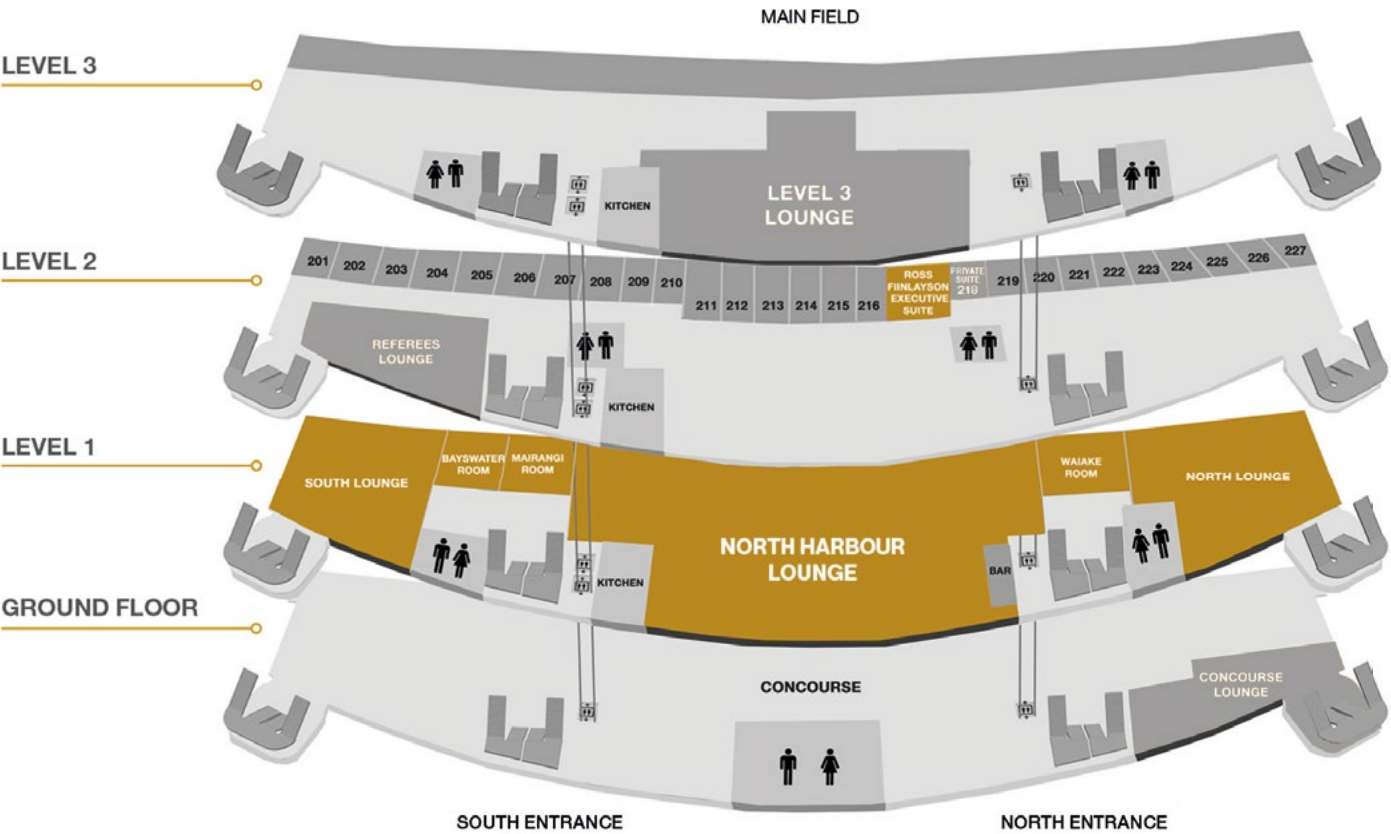 MAIN FIELD
LEVEL 3
KITCHEN
LEVEL 3
LOUNGE
LEVEL 2
201
202
203
204
205
206
207
208
209
210
211
212
213
214
215
216
ROSS
FIINLAYSON
EXECUTIVE
SUITE
PRIVATE
SUITE
218
219
220
221
222
223
224
225
226
227
REFEREES
LOUNGE
KITCHEN
LEVEL 1
SOUTH LOUNGE
BAYSWATER
ROOM
MAIRANGI
ROOM
WAIAKE
ROOM
NORTH LOUNGE
NORTH HARBOUR
LOUNGE
KITCHEN
BAR
GROUND FLOOR
CONCOURSE
CONCOURSE
LOUNGE
SOUTH ENTRANCE
NORTH ENTRANCE